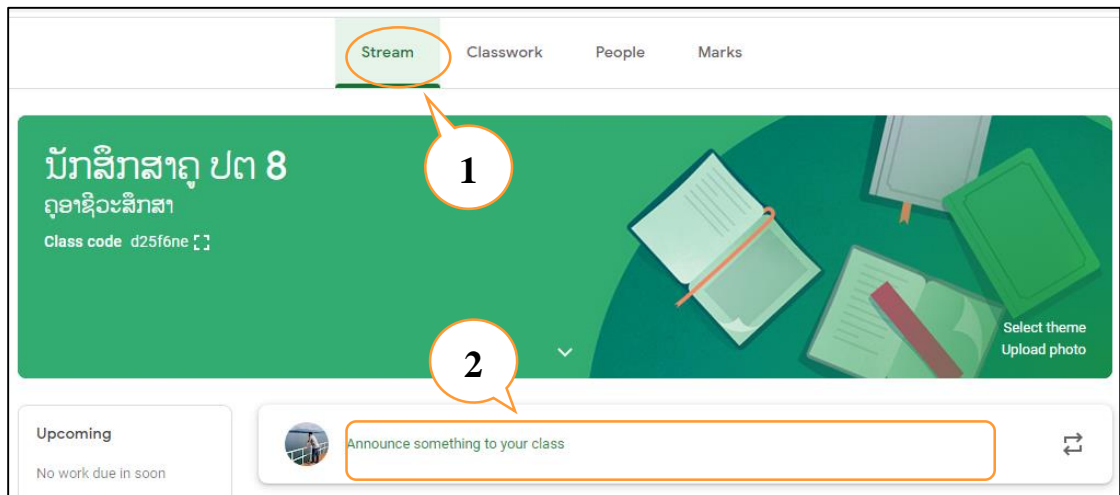 Stream Classwork People Marks
1
ນັກສຶກສາຄູ ປຕ 8
ຄູອາຊີວະສຶກສາ
Class code d25f6ne
Select theme
Upload photo
2
Upcoming
No work due in soon
Announce something to your class